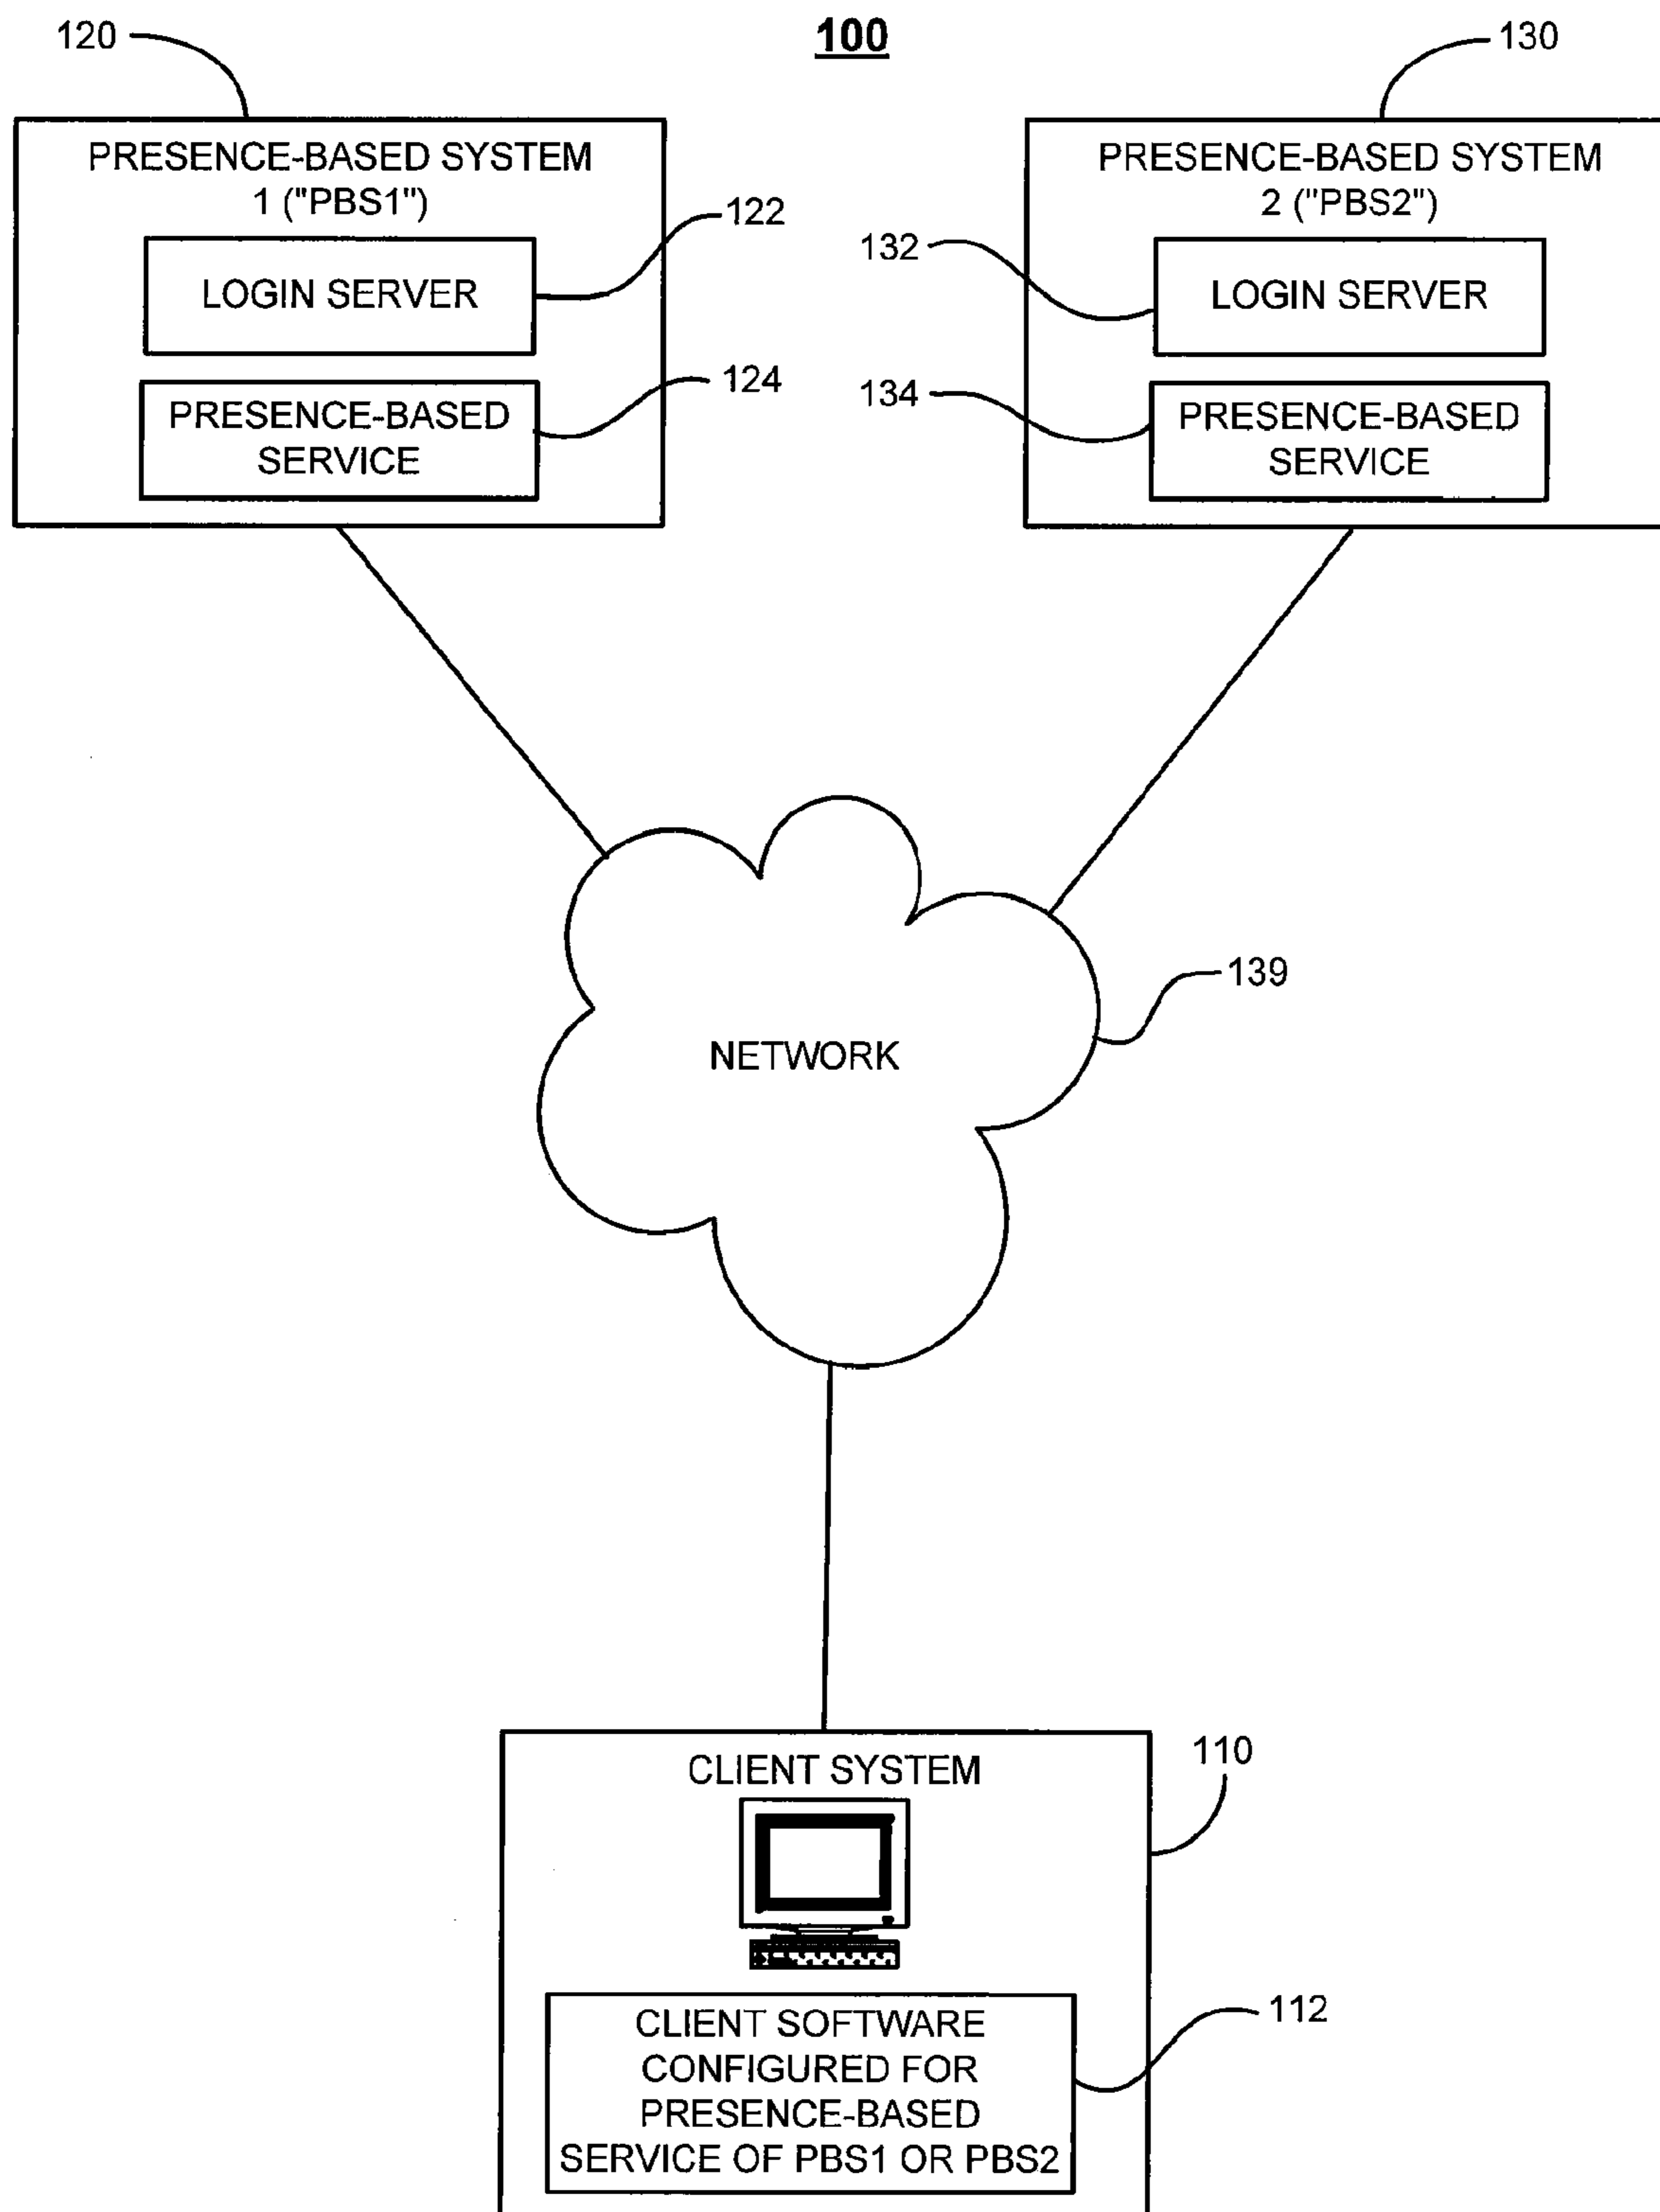 100
120
130
PRESENCE-BASED SYSTEM
1 ("PBS1")
122
LOGIN SERVER
124
PRESENCE-BASED
SERVICE
PRESENCE-BASED SYSTEM
2 ("PBS2")
132
LOGIN SERVER
134
PRESENCE-BASED
SERVICE
139
NETWORK
110
CLIENT SYSTEM
112
CLIENT SOFTWARE
CONFIGURED FOR
PRESENCE-BASED
SERVICE OF PBS1 OR PBS2